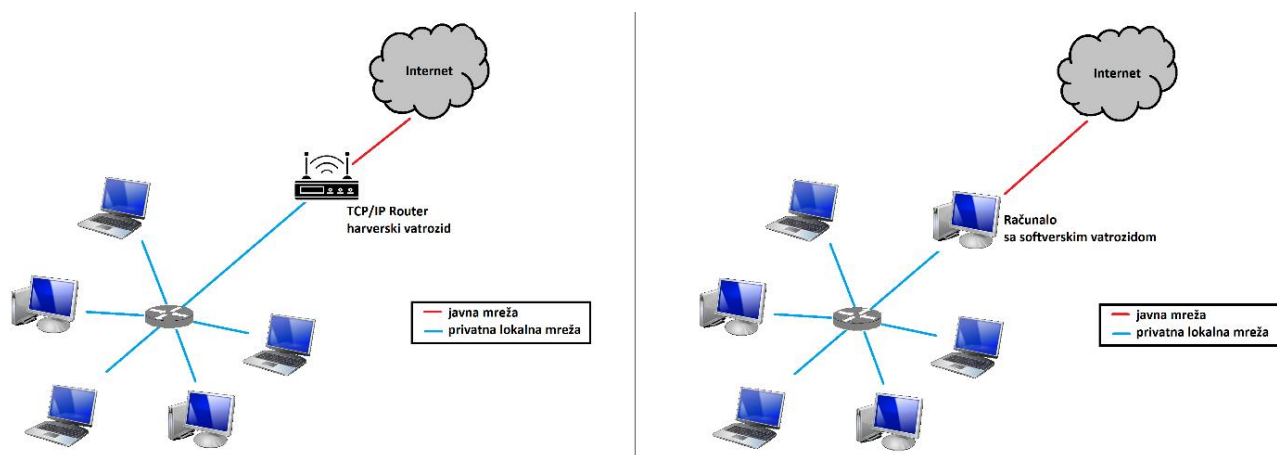 Internet
TCP/IP Router
harverski vatrozid
javna mreža
privatna lokalna mreža
Internet
Računalo
sa softverskim vatrozidom
javna mreža
privatna lokalna mreža